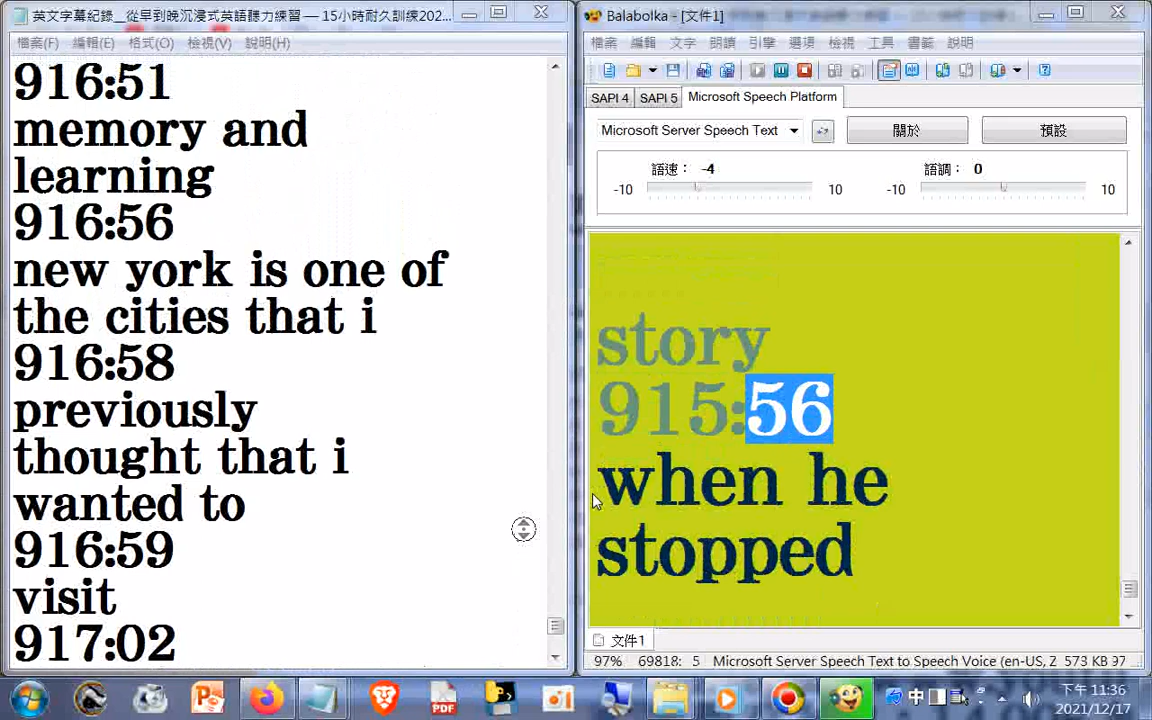 英文字幕紀錄__從早到晚沉浸式英語聽力練習 — 15小時耐久訓練202...
檔案(F) 編輯(E) 格式(O) 檢視(V) 說明(H)
916:51
memory and
learning
916:56
new york is one of
the cities that i
916:58
previously
thought that i
wanted to
916:59
visit
917:02
Balabolka - [文件1]
檔案 編輯 文字 朗讀 引擎 選項 檢視 工具 書籤 說明
SAPI 4 SAPI 5 Microsoft Speech Platform
Microsoft Server Speech Text 關於 預設
語速： -4 語調： 0
-10 10 -10 10
story
915:56
when he
stopped
文件1
97% 69818: 5 Microsoft Server Speech Text to Speech Voice (en-US, 2 573 KB 97
PDF 中 下午 11:36
2021/12/17